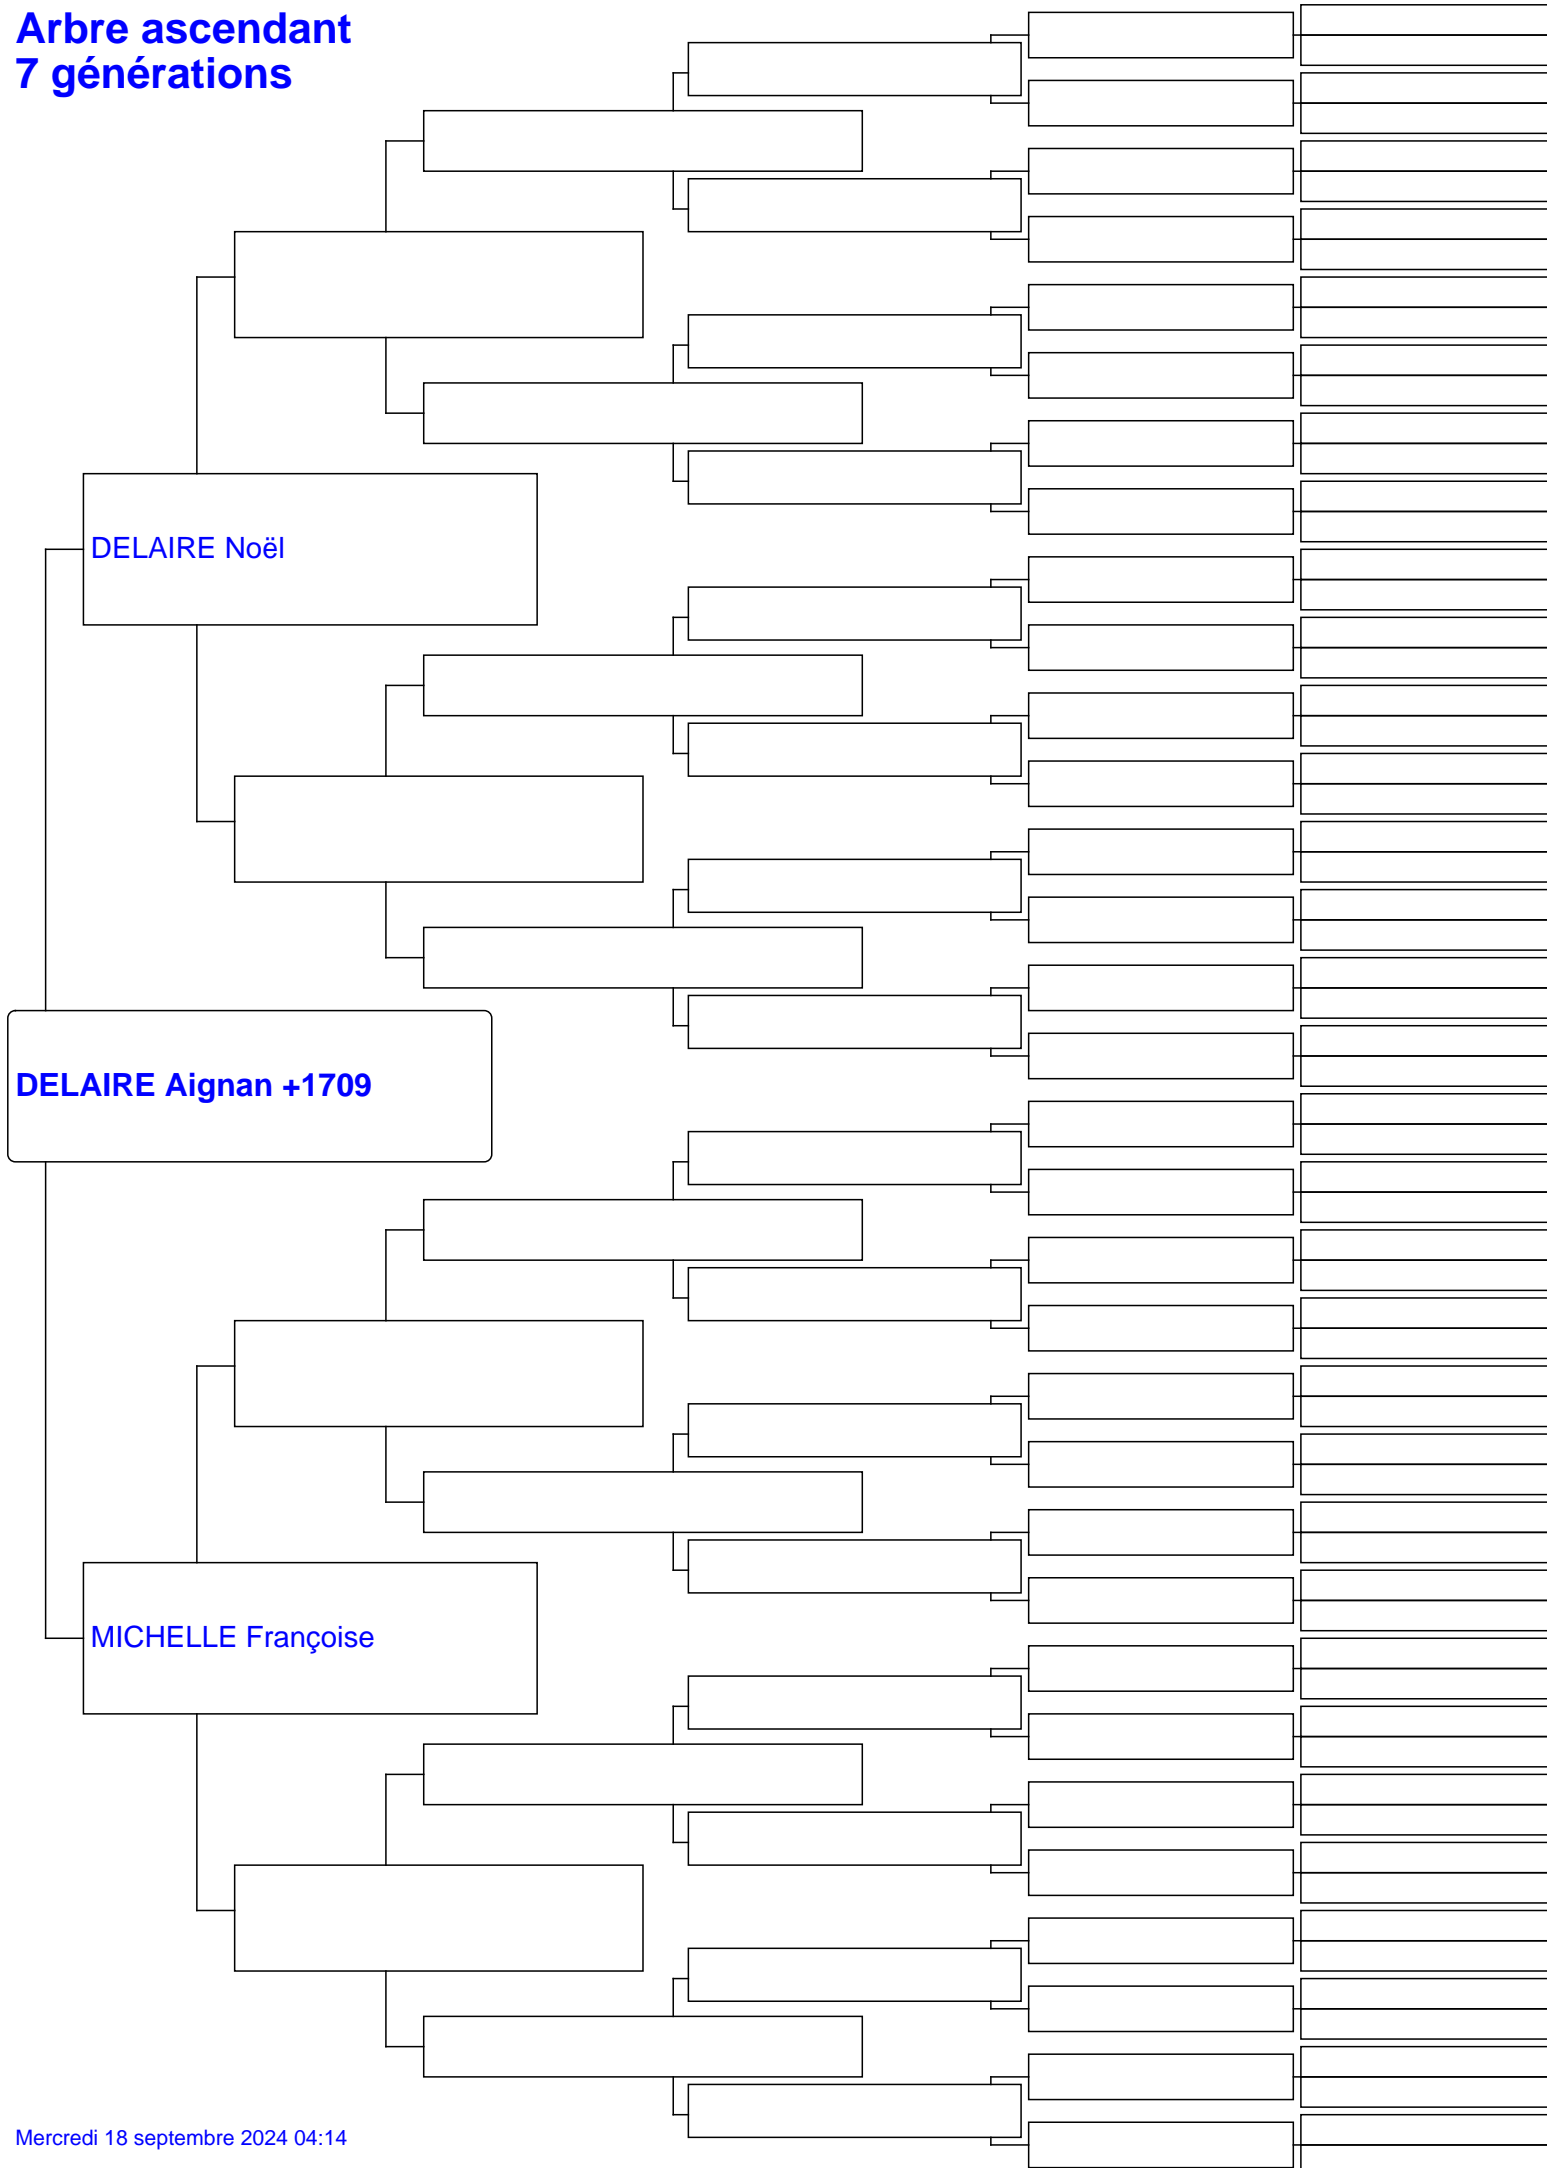 Arbre ascendant
7 générations
DELAIRE Noël
DELAIRE Aignan +1709
MICHELLE Françoise
Mercredi 18 septembre 2024 04:14